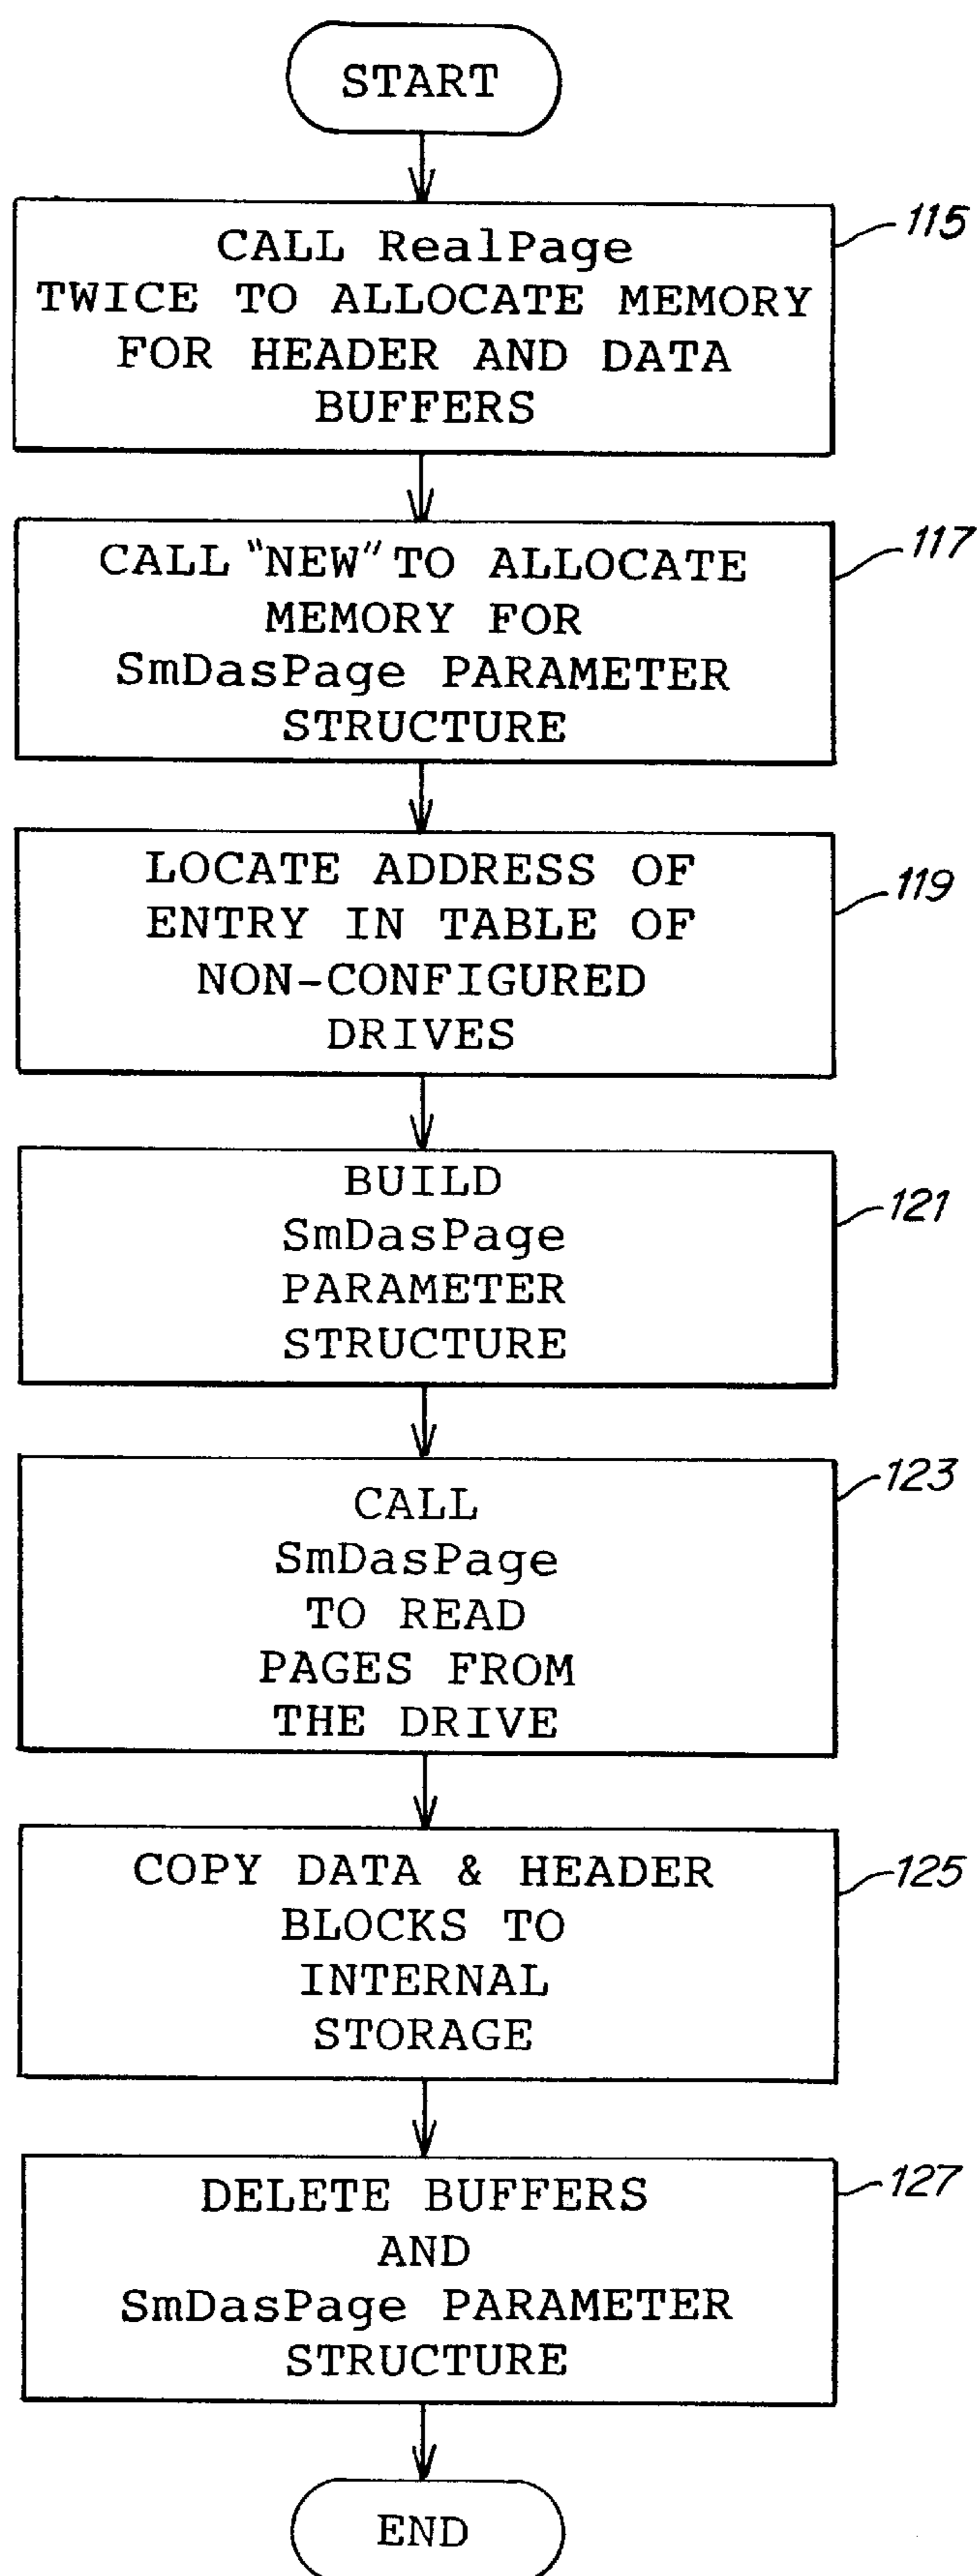 START
115
CALL RealPage
TWICE TO ALLOCATE MEMORY
FOR HEADER AND DATA
BUFFERS
117
CALL "NEW" TO ALLOCATE
MEMORY FOR
SmDasPage PARAMETER
STRUCTURE
119
LOCATE ADDRESS OF
ENTRY IN TABLE OF
NON-CONFIGURED
DRIVES
121
BUILD
SmDasPage
PARAMETER
STRUCTURE
123
CALL
SmDasPage
TO READ
PAGES FROM
THE DRIVE
125
COPY DATA & HEADER
BLOCKS TO
INTERNAL
STORAGE
127
DELETE BUFFERS
AND
SmDasPage PARAMETER
STRUCTURE
END